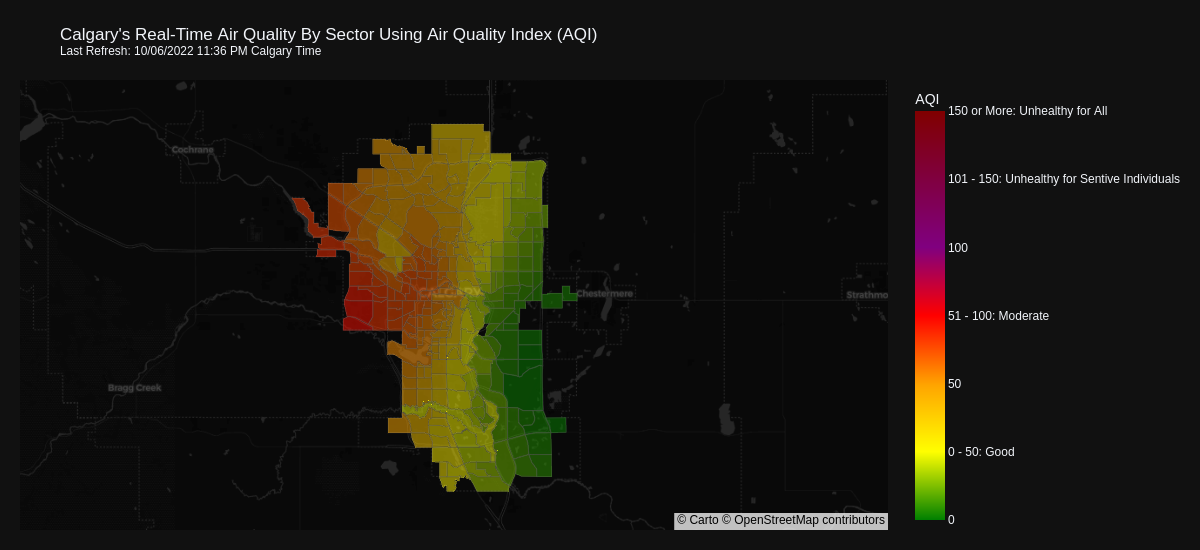 Calgary's Real-Time Air Quality By Sector Using Air Quality Index (AQI)
Last Refresh: 10/06/2022 11:36 PM Calgary Time
AQI
150 or More: Unhealthy for All
Cochrane
101 - 150: Unhealthy for Sentive Individuals
100
CALGARY
Chestermere
Strathmo
51 - 100: Moderate
50
Bragg Creek
0 - 50: Good
© Carto © OpenStreetMap contributors
0